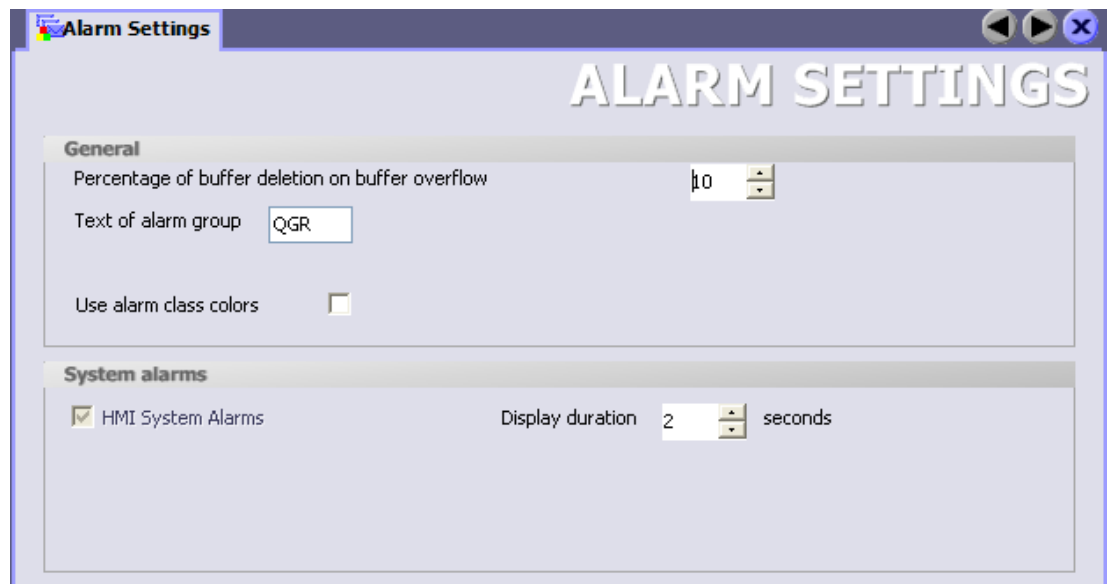 Alarm Settings
ALARM SETTINGS
General
Percentage of buffer deletion on buffer overflow 10
Text of alarm group QGR
Use alarm class colors
System alarms
HMI System Alarms Display duration 2 seconds